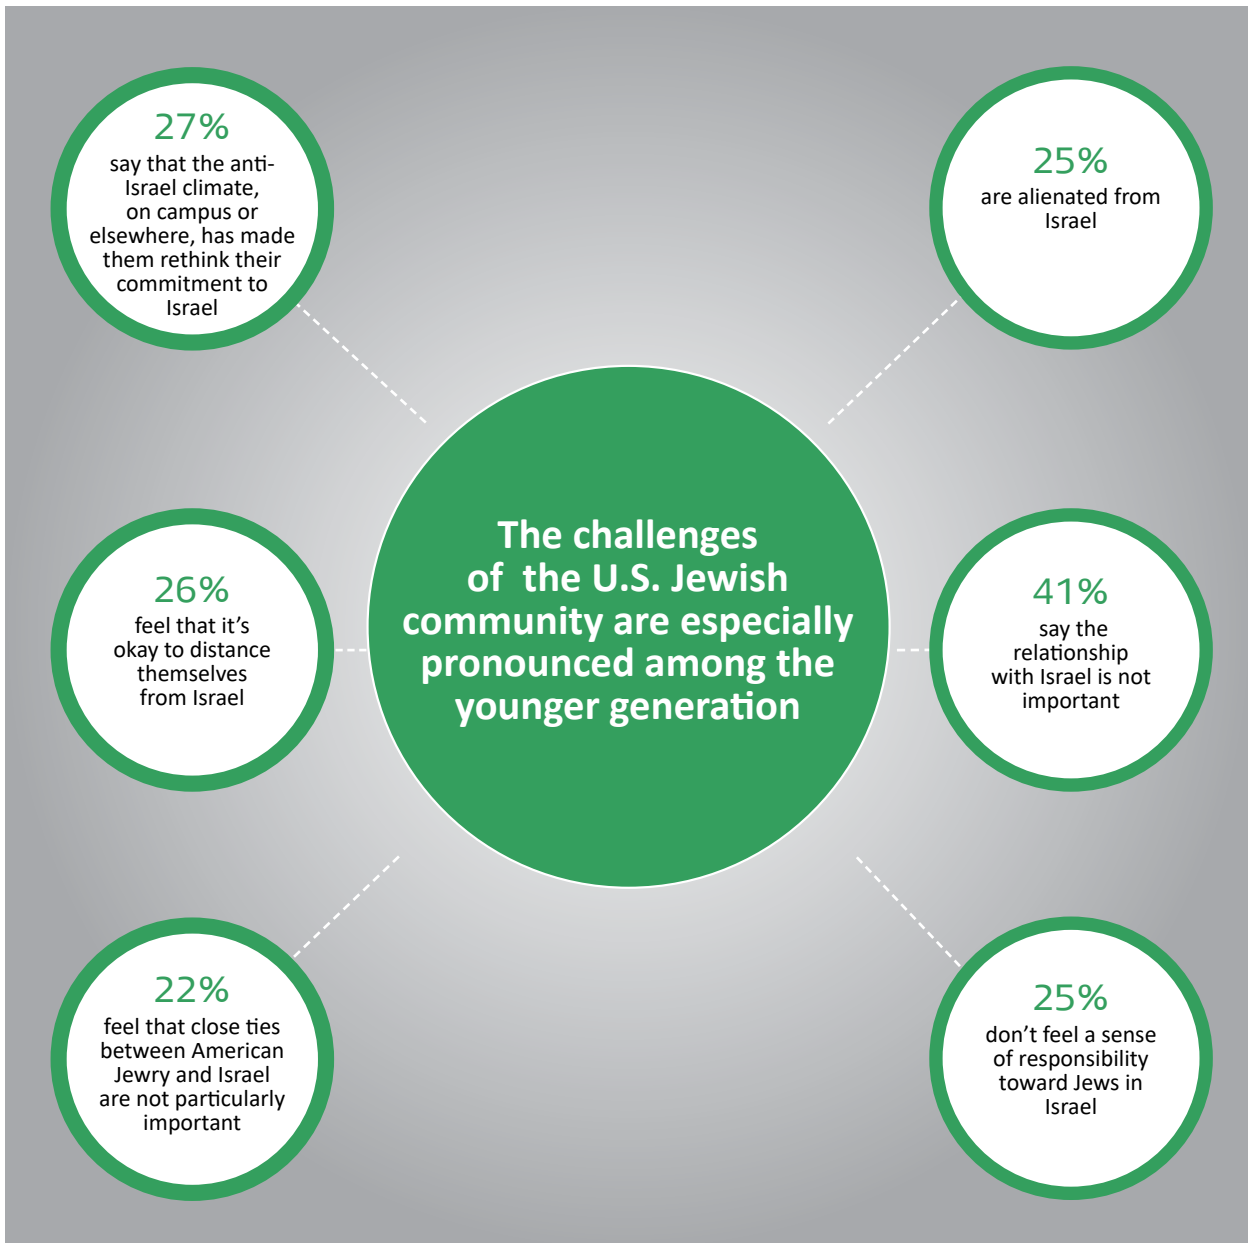 27%
say that the anti-
Israel climate,
on campus or
elsewhere, has made
them rethink their
commitment to
Israel
25%
are alienated from
Israel
The challenges
of  the U.S. Jewish
community are especially
pronounced among the
younger generation
26%
feel that it’s
okay to distance
themselves
from Israel
41%
say the
relationship
with Israel is not
important
22%
feel that close ties
between American
Jewry and Israel
are not particularly
important
25%
don’t feel a sense
of responsibility
toward Jews in
Israel